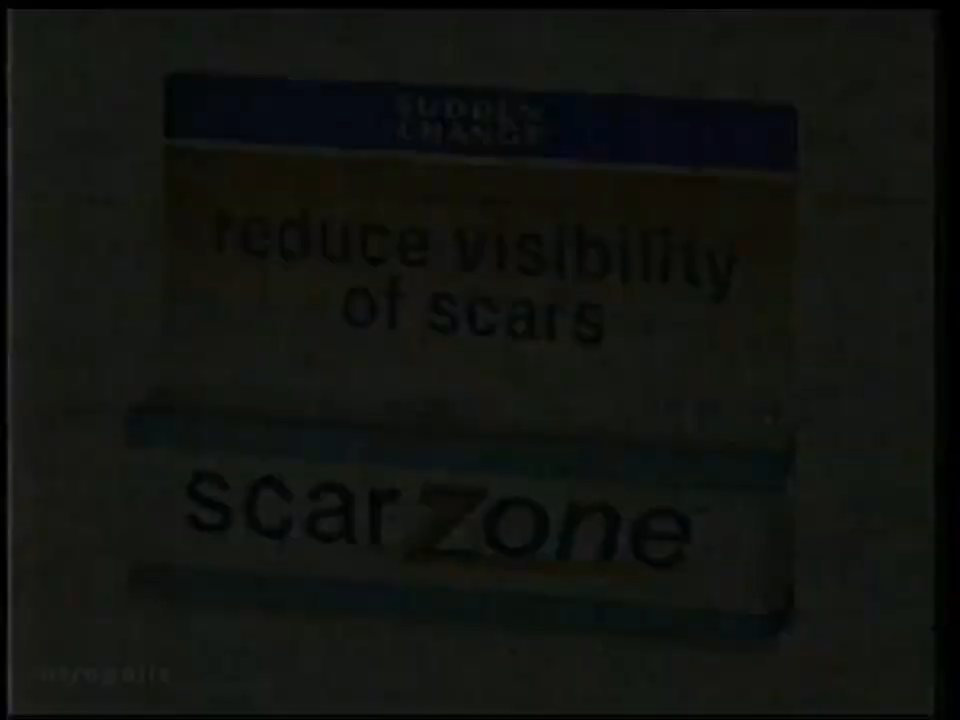 SUDDEN
CHANGE
reduce visibility
of scars
scarZone